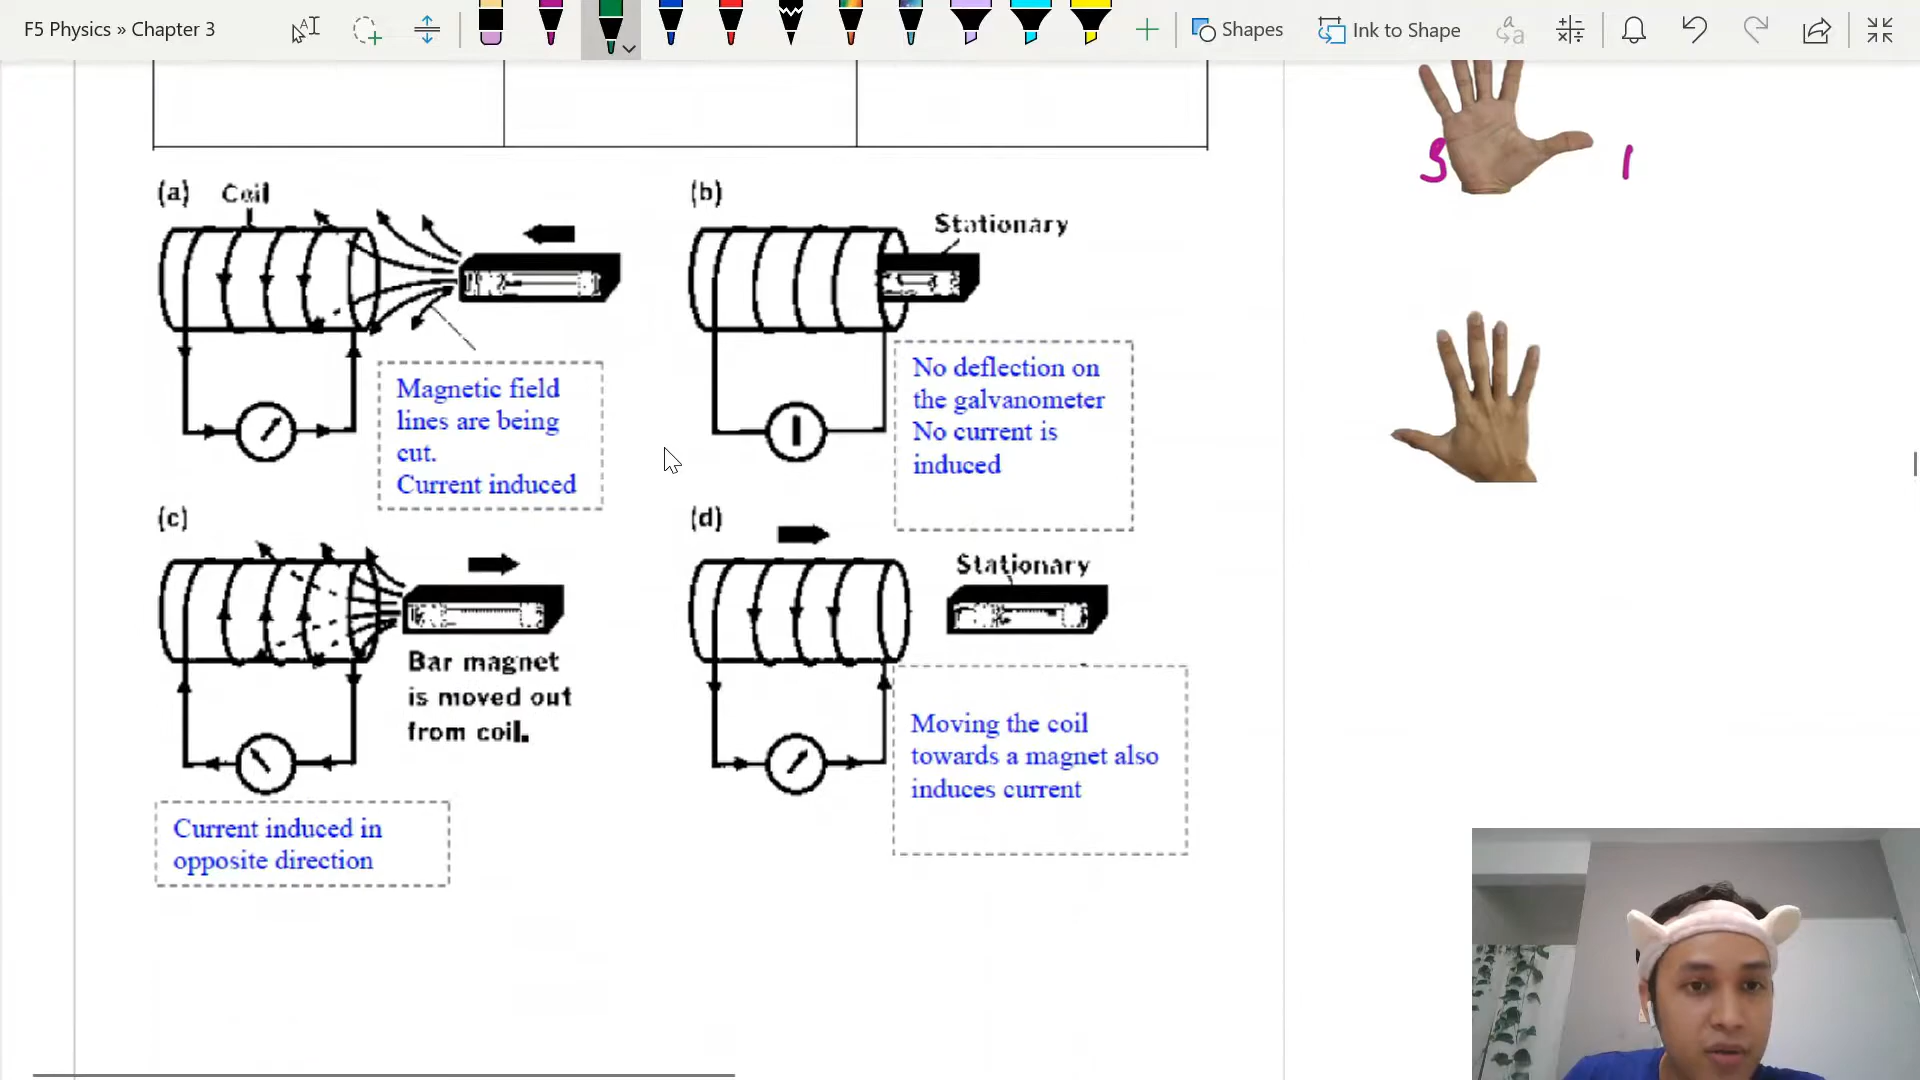 F5 Physics » Chapter 3
Shapes
Ink to Shape
(a) Coil
(b)
Stationary
Magnetic field
lines are being
cut.
Current induced
No deflection on
the galvanometer
No current is
induced
(c)
(d)
Stationary
Bar magnet
is moved out
from coil.
Moving the coil
towards a magnet also
induces current
Current induced in
opposite direction